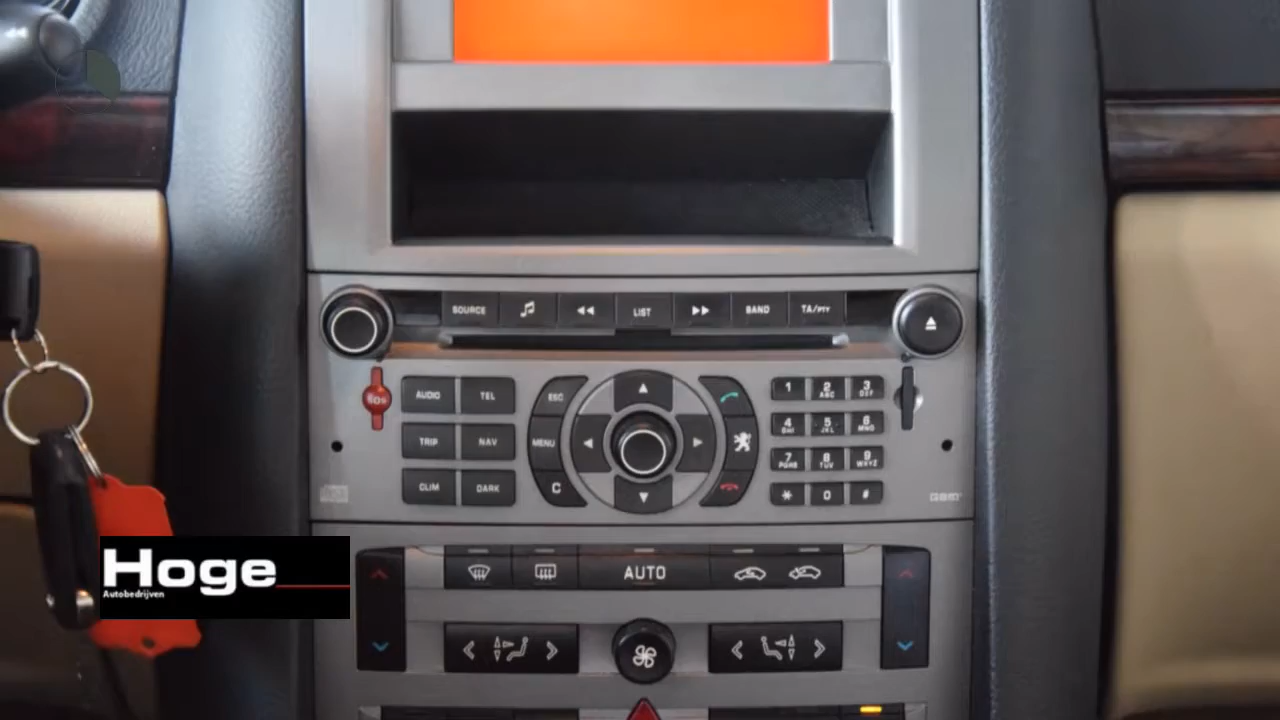 SOURCE LIST BAND TA/PTY
SOS AUDIO TEL ESC 1 2 ABC 3 DEF
TRIP NAV MENU 4 GHI 5 JKL 6 MNO
CLIM DARK C 7 PQRS 8 TUV 9 WXYZ
* 0 #
GSM
AUTO
Hoge
Autobedrijven